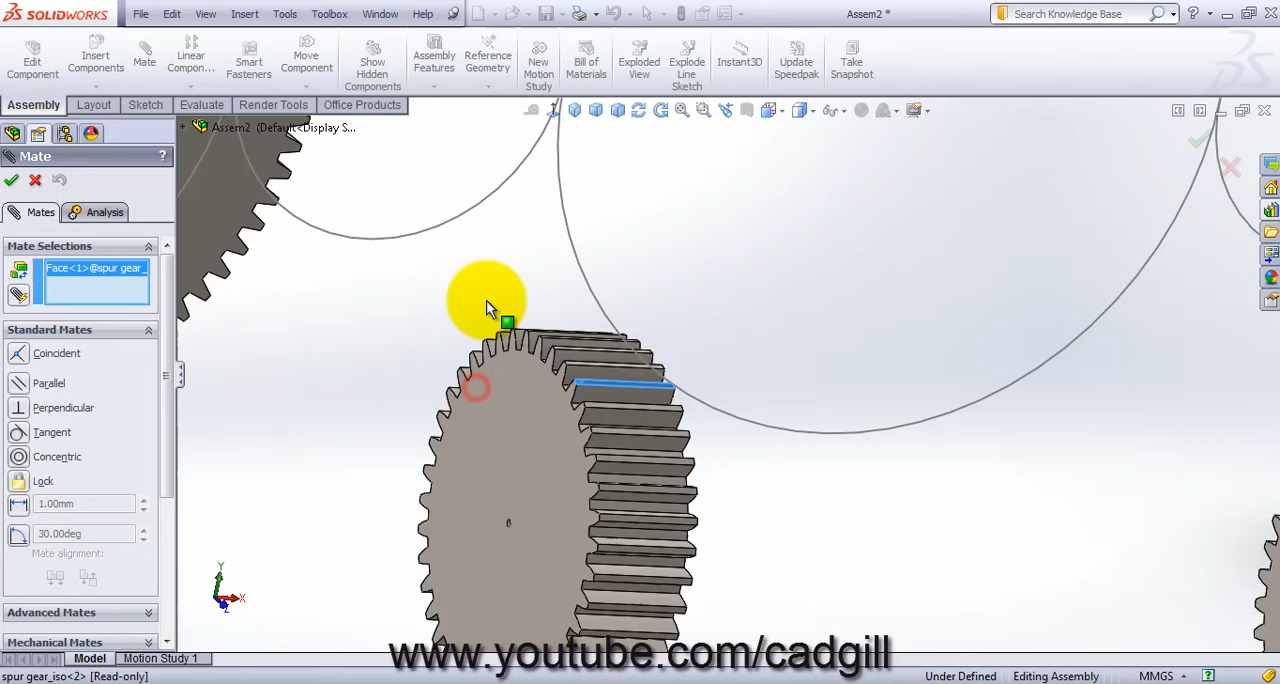 SOLIDWORKS File Edit View Insert Tools Toolbox Window Help Assem2 * Search Knowledge Base
Edit Component
Insert Components
Mate
Linear Compon...
Smart Fasteners
Move Component
Show Hidden Components
Assembly Features
Reference Geometry
New Motion Study
Bill of Materials
Exploded View
Explode Line Sketch
Instant3D
Update Speedpak
Take Snapshot
Assembly Layout Sketch Evaluate Render Tools Office Products
Assem2 (Default<Display S...
Mate ?
Mates Analysis
Mate Selections
Face<1>@spur gear_
Standard Mates
Coincident
Parallel
Perpendicular
Tangent
Concentric
Lock
1.00mm
30.00deg
Mate alignment:
Advanced Mates
Mechanical Mates
Y
X
Z
Model Motion Study 1
www.youtube.com/cadgill
spur gear_iso<2> [Read-only] Under Defined Editing Assembly MMGS ?